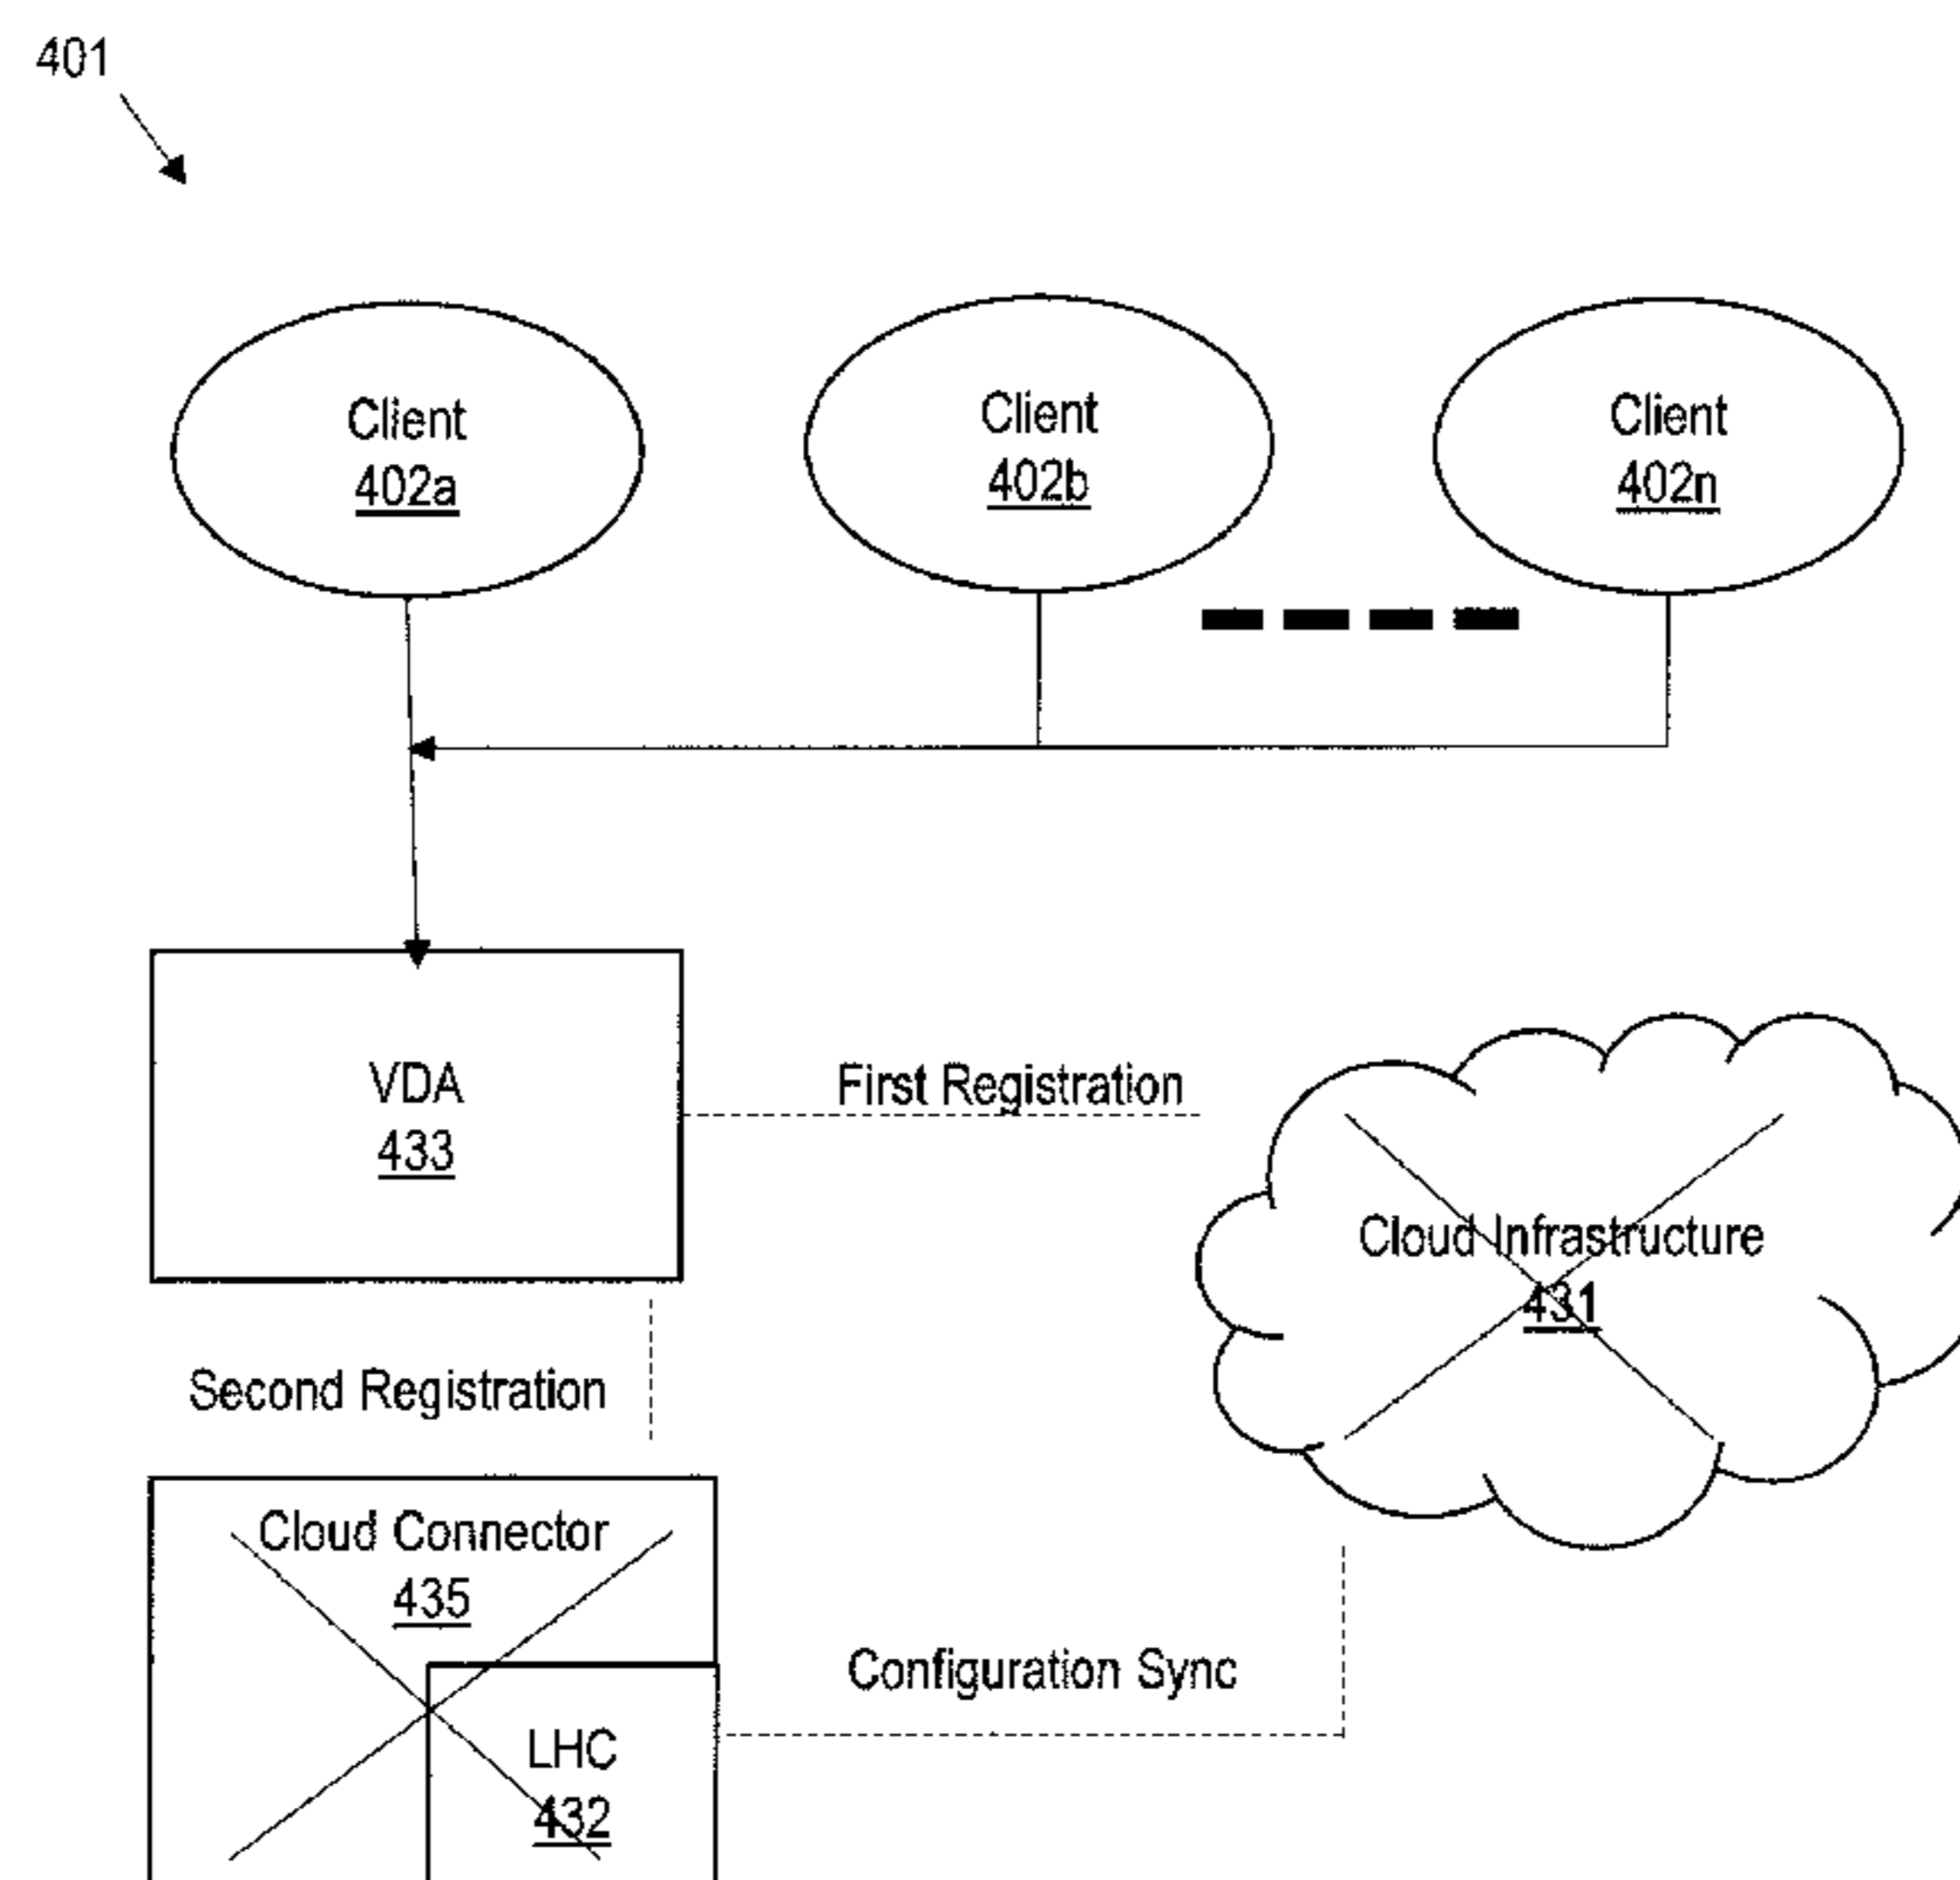 401
Client
402a
Client
402b
Client
402n
VDA
433
First Registration
Cloud Infrastructure
431
Second Registration
Cloud Connector
435
Configuration Sync
LHC
432